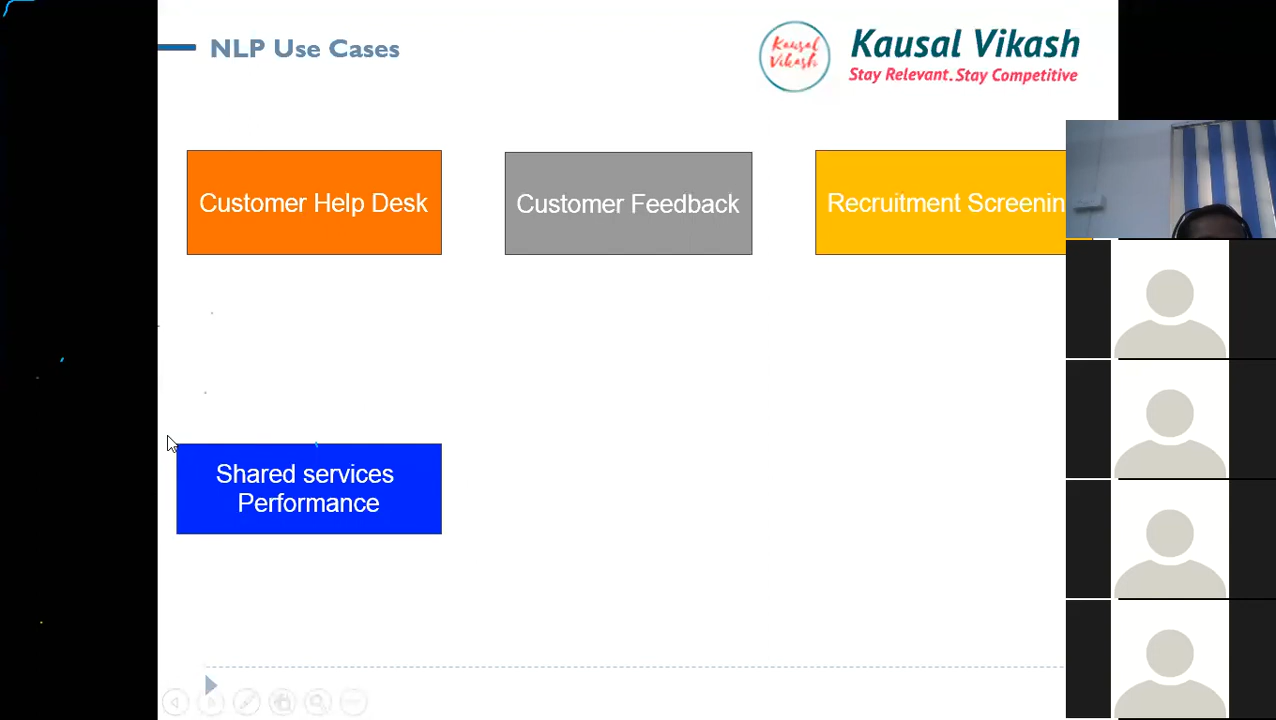 NLP Use Cases
Kausal
Vikash
Kausal Vikash
Stay Relevant. Stay Competitive
Customer Help Desk
Customer Feedback
Recruitment Screenin
Shared services
Performance